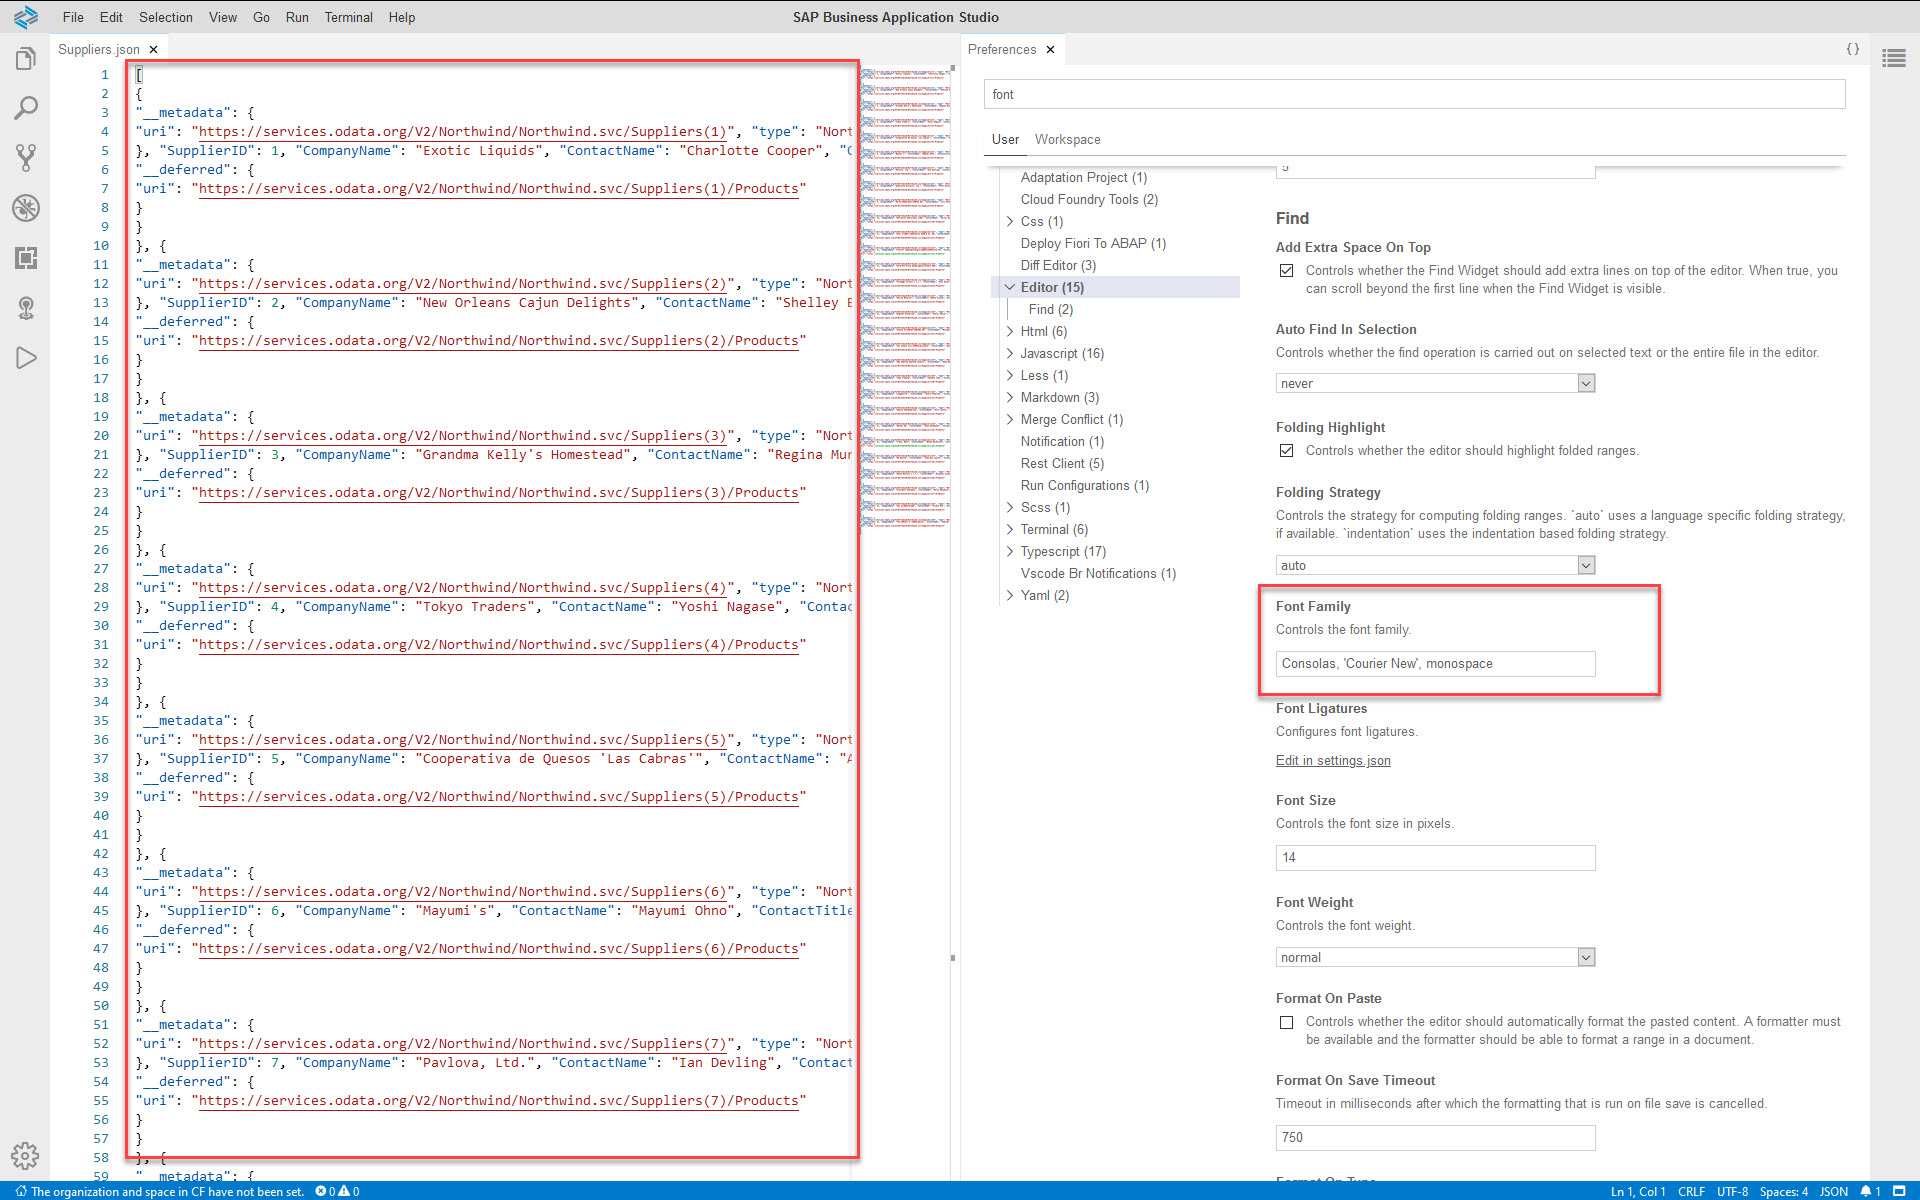 File Edit Selection View Go Run Terminal Help
SAP Business Application Studio
Suppliers.json ×
1 [
2 {
3 "__metadata": {
4 "uri": "https://services.odata.org/V2/Northwind/Northwind.svc/Suppliers(1)", "type": "Nort
5 }, "SupplierID": 1, "CompanyName": "Exotic Liquids", "ContactName": "Charlotte Cooper", "C
6 "__deferred": {
7 "uri": "https://services.odata.org/V2/Northwind/Northwind.svc/Suppliers(1)/Products"
8 }
9 }
10 }, {
11 "__metadata": {
12 "uri": "https://services.odata.org/V2/Northwind/Northwind.svc/Suppliers(2)", "type": "Nort
13 }, "SupplierID": 2, "CompanyName": "New Orleans Cajun Delights", "ContactName": "Shelley B
14 "__deferred": {
15 "uri": "https://services.odata.org/V2/Northwind/Northwind.svc/Suppliers(2)/Products"
16 }
17 }
18 }, {
19 "__metadata": {
20 "uri": "https://services.odata.org/V2/Northwind/Northwind.svc/Suppliers(3)", "type": "Nort
21 }, "SupplierID": 3, "CompanyName": "Grandma Kelly's Homestead", "ContactName": "Regina Mur
22 "__deferred": {
23 "uri": "https://services.odata.org/V2/Northwind/Northwind.svc/Suppliers(3)/Products"
24 }
25 }
26 }, {
27 "__metadata": {
28 "uri": "https://services.odata.org/V2/Northwind/Northwind.svc/Suppliers(4)", "type": "Nort
29 }, "SupplierID": 4, "CompanyName": "Tokyo Traders", "ContactName": "Yoshi Nagase", "Contac
30 "__deferred": {
31 "uri": "https://services.odata.org/V2/Northwind/Northwind.svc/Suppliers(4)/Products"
32 }
33 }
34 }, {
35 "__metadata": {
36 "uri": "https://services.odata.org/V2/Northwind/Northwind.svc/Suppliers(5)", "type": "Nort
37 }, "SupplierID": 5, "CompanyName": "Cooperativa de Quesos 'Las Cabras'", "ContactName": "A
38 "__deferred": {
39 "uri": "https://services.odata.org/V2/Northwind/Northwind.svc/Suppliers(5)/Products"
40 }
41 }
42 }, {
43 "__metadata": {
44 "uri": "https://services.odata.org/V2/Northwind/Northwind.svc/Suppliers(6)", "type": "Nort
45 }, "SupplierID": 6, "CompanyName": "Mayumi's", "ContactName": "Mayumi Ohno", "ContactTitle
46 "__deferred": {
47 "uri": "https://services.odata.org/V2/Northwind/Northwind.svc/Suppliers(6)/Products"
48 }
49 }
50 }, {
51 "__metadata": {
52 "uri": "https://services.odata.org/V2/Northwind/Northwind.svc/Suppliers(7)", "type": "Nort
53 }, "SupplierID": 7, "CompanyName": "Pavlova, Ltd.", "ContactName": "Ian Devling", "Contact
54 "__deferred": {
55 "uri": "https://services.odata.org/V2/Northwind/Northwind.svc/Suppliers(7)/Products"
56 }
57 }
58 }, {
59 "__metadata": {
Preferences × { }
font
User Workspace
Adaptation Project (1)
Cloud Foundry Tools (2)
Css (1)
Deploy Fiori To ABAP (1)
Diff Editor (3)
Editor (15)
Find (2)
Html (6)
Javascript (16)
Less (1)
Markdown (3)
Merge Conflict (1)
Notification (1)
Rest Client (5)
Run Configurations (1)
Scss (1)
Terminal (6)
Typescript (17)
Vscode Br Notifications (1)
Yaml (2)
Find
Add Extra Space On Top
Controls whether the Find Widget should add extra lines on top of the editor. When true, you
can scroll beyond the first line when the Find Widget is visible.
Auto Find In Selection
Controls whether the find operation is carried out on selected text or the entire file in the editor.
never
Folding Highlight
Controls whether the editor should highlight folded ranges.
Folding Strategy
Controls the strategy for computing folding ranges. `auto` uses a language specific folding strategy,
if available. `indentation` uses the indentation based folding strategy.
auto
Font Family
Controls the font family.
Consolas, 'Courier New', monospace
Font Ligatures
Configures font ligatures.
Edit in settings.json
Font Size
Controls the font size in pixels.
14
Font Weight
Controls the font weight.
normal
Format On Paste
Controls whether the editor should automatically format the pasted content. A formatter must
be available and the formatter should be able to format a range in a document.
Format On Save Timeout
Timeout in milliseconds after which the formatting that is run on file save is cancelled.
750
Format On Type
The organization and space in CF have not been set. 0 0
Ln 1, Col 1 CRLF UTF-8 Spaces: 4 JSON 1